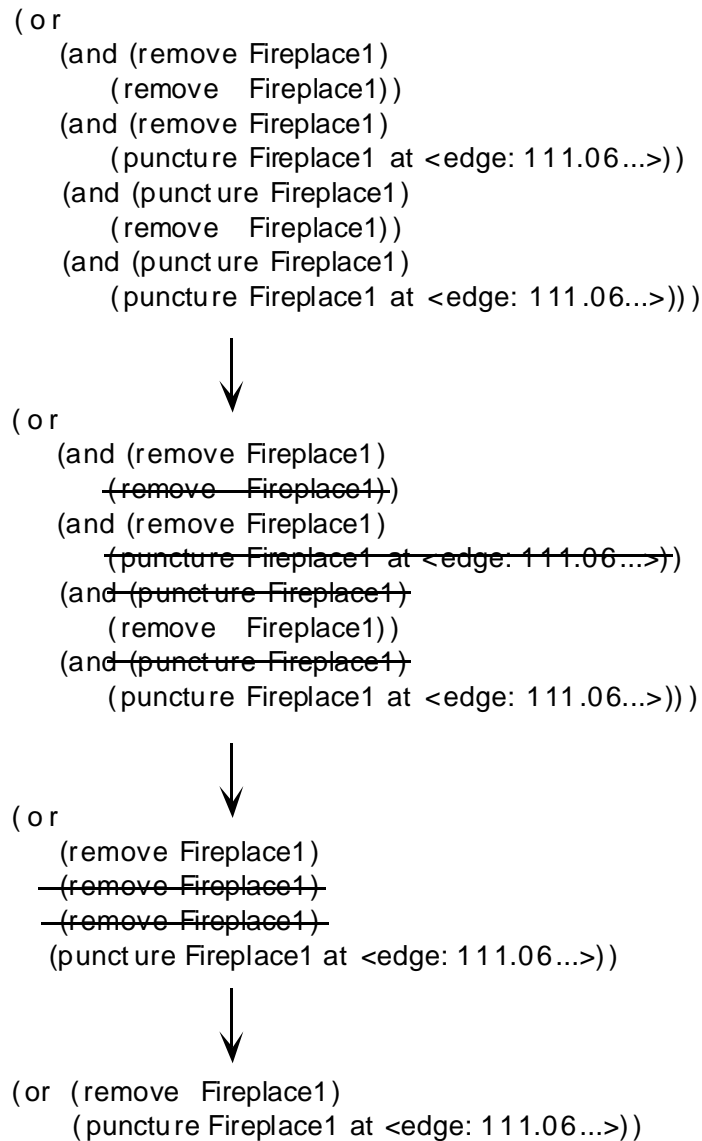 (or
(and (remove Fireplace1)
(remove Fireplace1))
(and (remove Fireplace1)
(puncture Fireplace1 at <edge: 111.06...>))
(and (puncture Fireplace1)
(remove Fireplace1))
(and (puncture Fireplace1)
(puncture Fireplace1 at <edge: 111.06...>)))
(or
(and (remove Fireplace1)
(remove Fireplace1))
(and (remove Fireplace1)
(puncture Fireplace1 at <edge: 111.06...>))
(and (puncture Fireplace1)
(remove Fireplace1))
(and (puncture Fireplace1)
(puncture Fireplace1 at <edge: 111.06...>)))
(or
(remove Fireplace1)
(remove Fireplace1)
(remove Fireplace1)
(puncture Fireplace1 at <edge: 111.06...>))
(or (remove Fireplace1)
(puncture Fireplace1 at <edge: 111.06...>))